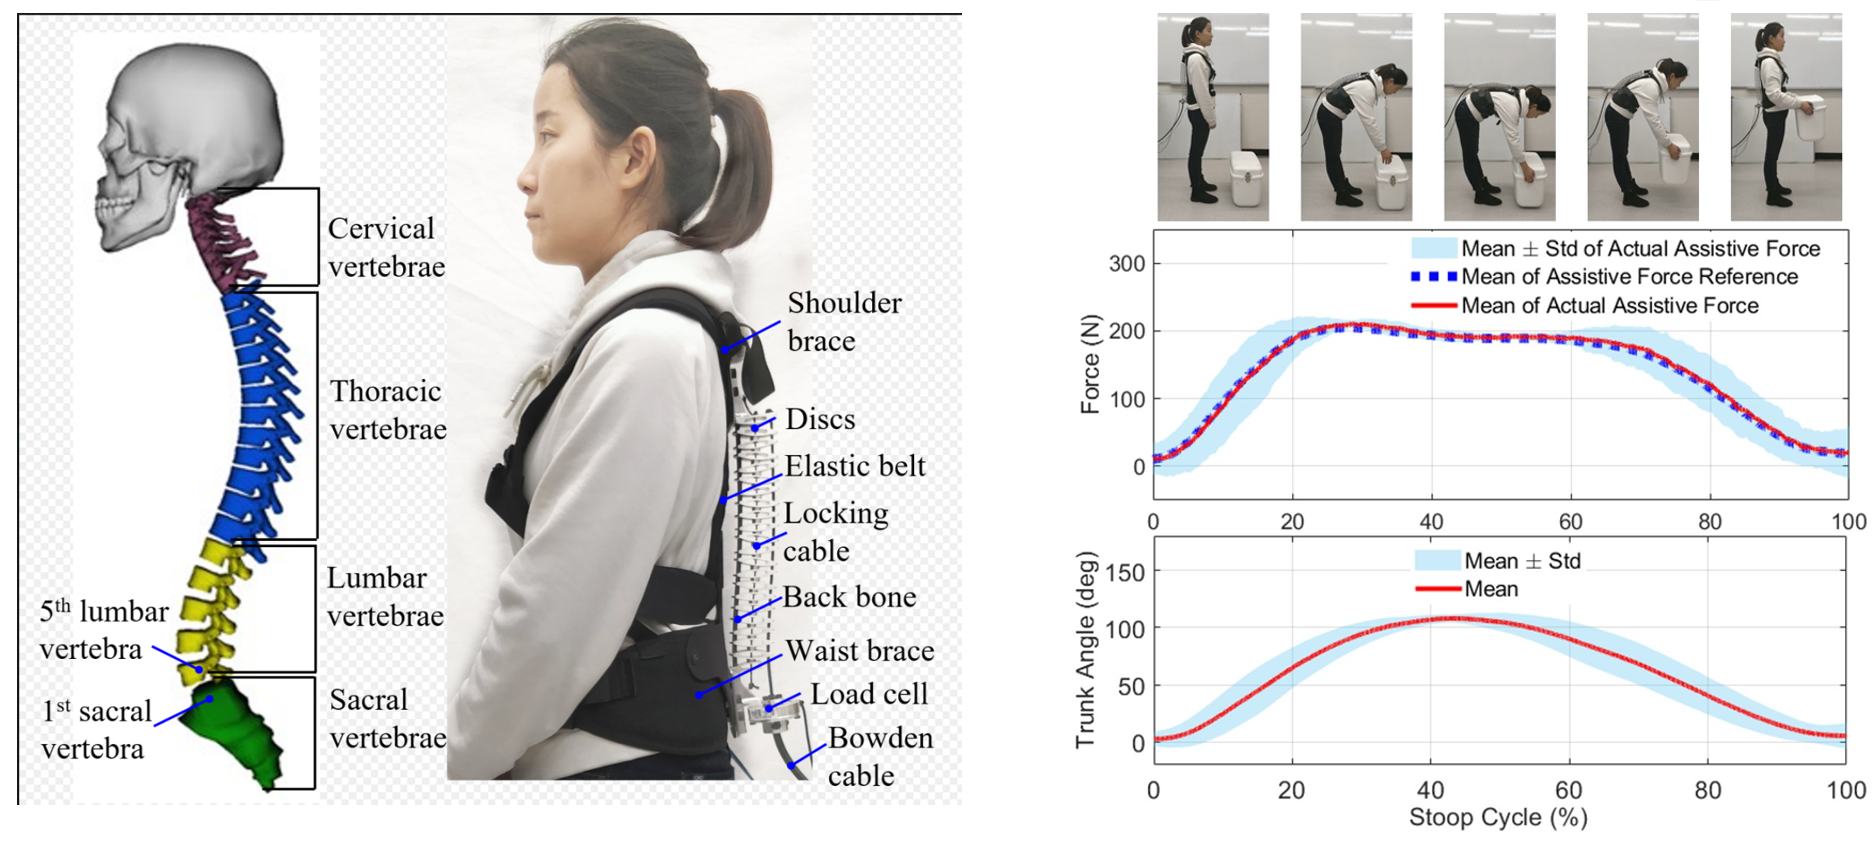 Cervical
vertebrae
Thoracic
vertebrae
Lumbar
vertebrae
5th lumbar
vertebra
1st sacral
vertebra
Sacral
vertebrae
Shoulder
brace
Discs
Elastic belt
Locking
cable
Back bone
Waist brace
Load cell
Bowden
cable
Mean ± Std of Actual Assistive Force
Mean of Assistive Force Reference
Mean of Actual Assistive Force
Force (N)
300
200
100
0
0 20 40 60 80 100
Mean ± Std
Mean
Trunk Angle (deg)
150
100
50
0
0 20 40 60 80 100
Stoop Cycle (%)